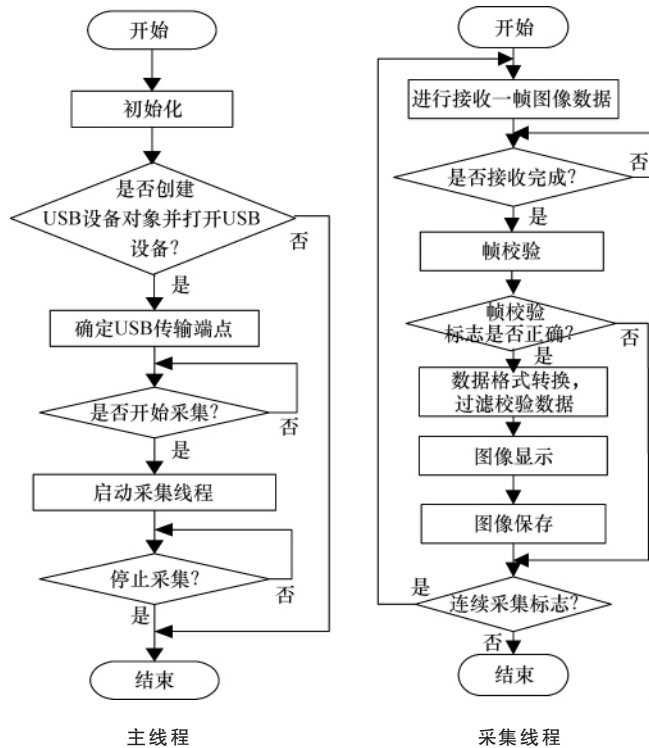 开始
初始化
是否创建
USB设备对象并打开USB
设备?
否
是
确定USB传输端点
是否开始采集?
否
是
启动采集线程
停止采集?
否
是
结束
主线程
开始
进行接收一帧图像数据
是否接收完成?
否
是
帧校验
帧校验
标志是否正确?
否
是
数据格式转换,
过滤校验数据
图像显示
图像保存
是
连续采集标志?
否
结束
采集线程